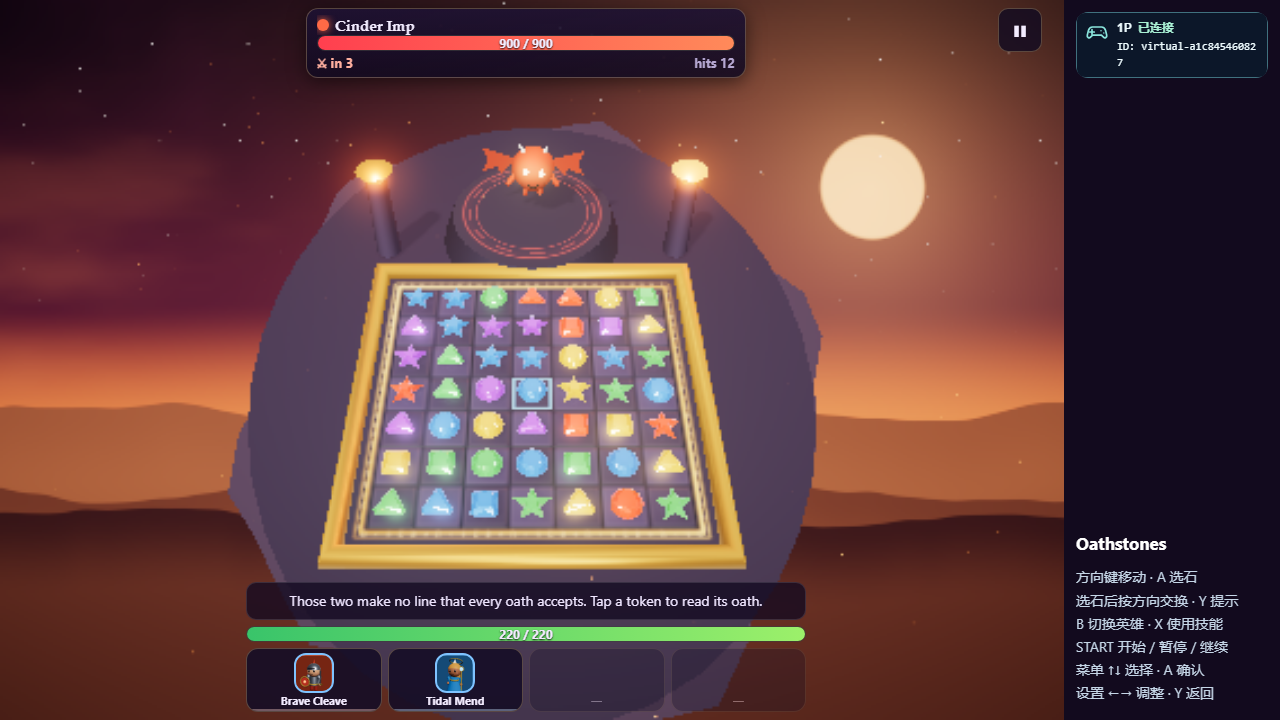 Cinder Imp
900 / 900
in 3
hits 12
Those two make no line that every oath accepts. Tap a token to read its oath.
220 / 220
Brave Cleave
Tidal Mend
—
—
1P 已连接
ID: virtual-a1c84546082
7
Oathstones
方向键移动 · A 选石
选石后按方向交换 · Y 提示
B 切换英雄 · X 使用技能
START 开始 / 暂停 / 继续
菜单 ↑↓ 选择 · A 确认
设置 ←→ 调整 · Y 返回